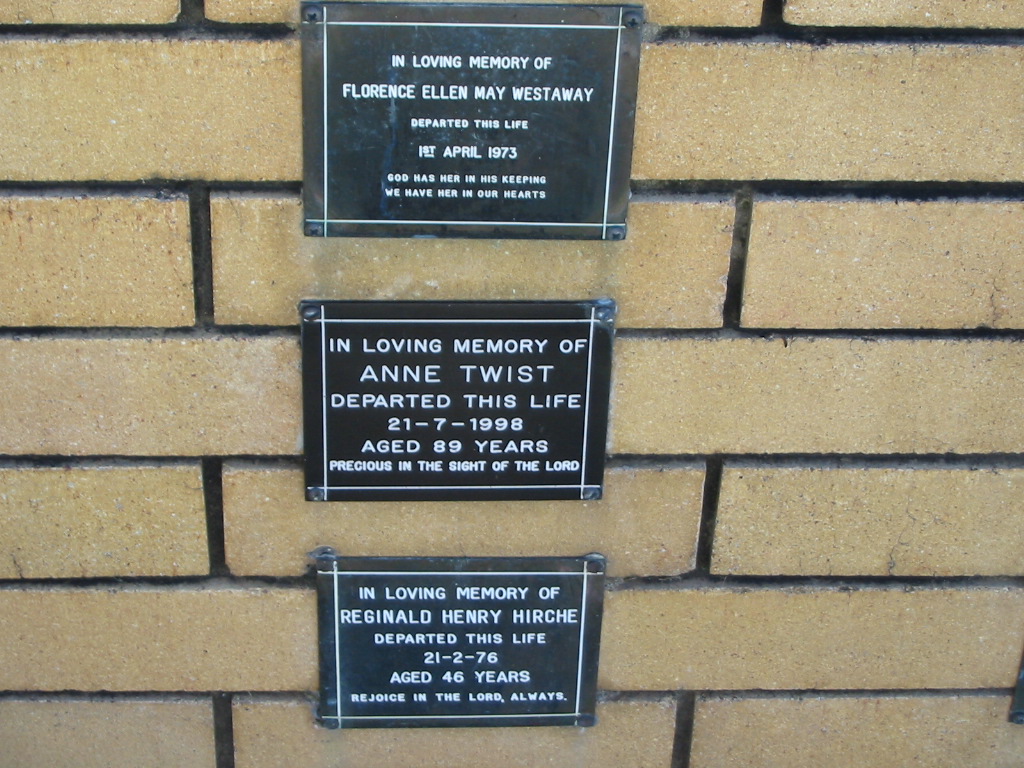 IN LOVING MEMORY OF
FLORENCE ELLEN MAY WESTAWAY
DEPARTED THIS LIFE
1ST APRIL 1973
GOD HAS HER IN HIS KEEPING
WE HAVE HER IN OUR HEARTS
IN LOVING MEMORY OF
ANNE TWIST
DEPARTED THIS LIFE
21-7-1998
AGED 89 YEARS
PRECIOUS IN THE SIGHT OF THE LORD
IN LOVING MEMORY OF
REGINALD HENRY HIRCHE
DEPARTED THIS LIFE
21-2-76
AGED 46 YEARS
REJOICE IN THE LORD, ALWAYS.